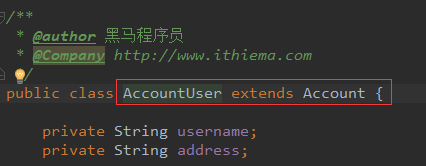 /**
* @author 黑马程序员
* @Company http://www.ithiema.com
*/
public class AccountUser extends Account {
private String username;
private String address;